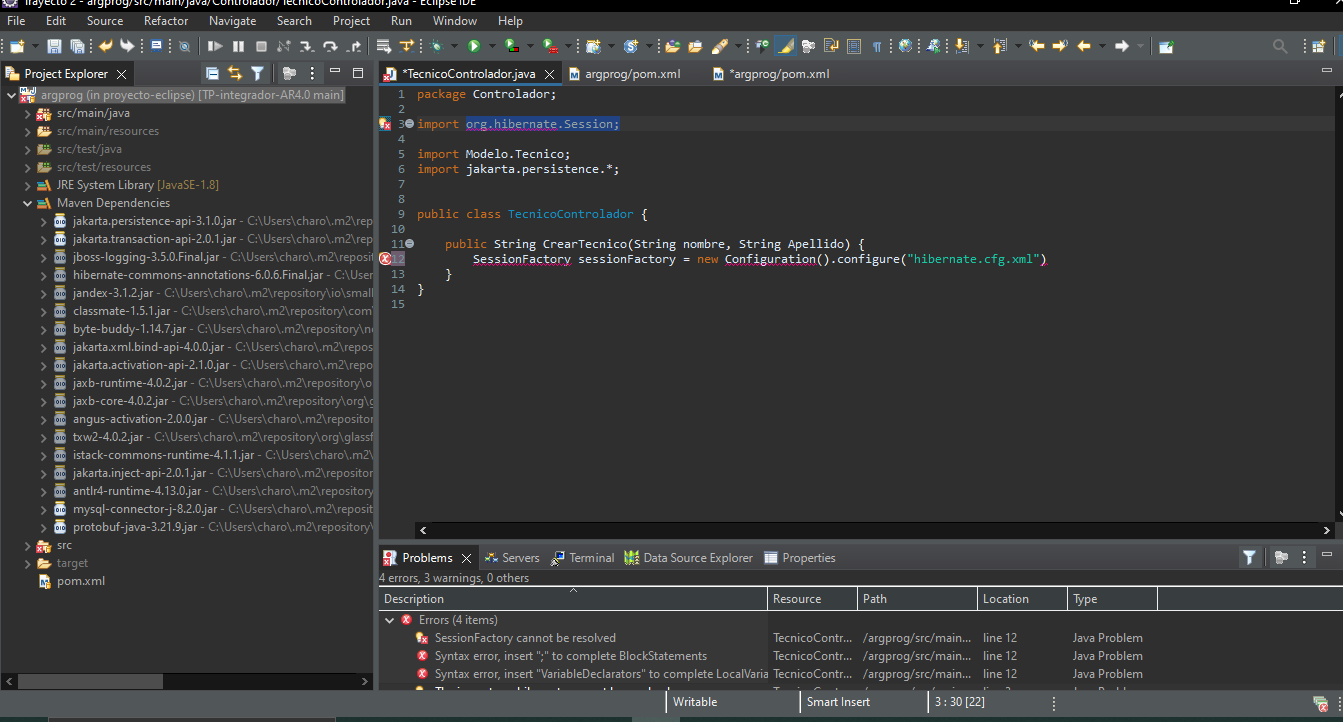 Trayecto 2 - argprog/src/main/java/Controlador/TecnicoControlador.java - Eclipse IDE
File Edit Source Refactor Navigate Search Project Run Window Help
Project Explorer
argprog (in proyecto-eclipse) [TP-integrador-AR4.0 main]
src/main/java
src/main/resources
src/test/java
src/test/resources
JRE System Library [JavaSE-1.8]
Maven Dependencies
jakarta.persistence-api-3.1.0.jar - C:\Users\charo\.m2\rep
jakarta.transaction-api-2.0.1.jar - C:\Users\charo\.m2\rep
jboss-logging-3.5.0.Final.jar - C:\Users\charo\.m2\reposit
hibernate-commons-annotations-6.0.6.Final.jar - C:\User
jandex-3.1.2.jar - C:\Users\charo\.m2\repository\io\small
classmate-1.5.1.jar - C:\Users\charo\.m2\repository\com
byte-buddy-1.14.7.jar - C:\Users\charo\.m2\repository\ne
jakarta.xml.bind-api-4.0.0.jar - C:\Users\charo\.m2\repos
jakarta.activation-api-2.1.0.jar - C:\Users\charo\.m2\repo
jaxb-runtime-4.0.2.jar - C:\Users\charo\.m2\repository\o
jaxb-core-4.0.2.jar - C:\Users\charo\.m2\repository\org\g
angus-activation-2.0.0.jar - C:\Users\charo\.m2\repositor
txw2-4.0.2.jar - C:\Users\charo\.m2\repository\org\glassf
istack-commons-runtime-4.1.1.jar - C:\Users\charo\.m2\
jakarta.inject-api-2.0.1.jar - C:\Users\charo\.m2\repositor
antlr4-runtime-4.13.0.jar - C:\Users\charo\.m2\repository
mysql-connector-j-8.2.0.jar - C:\Users\charo\.m2\reposit
protobuf-java-3.21.9.jar - C:\Users\charo\.m2\repository\
src
target
pom.xml
*TecnicoControlador.java argprog/pom.xml *argprog/pom.xml
1 package Controlador;
2
3 import org.hibernate.Session;
4
5 import Modelo.Tecnico;
6 import jakarta.persistence.*;
7
8
9 public class TecnicoControlador {
10
11 public String CrearTecnico(String nombre, String Apellido) {
12 SessionFactory sessionFactory = new Configuration().configure("hibernate.cfg.xml")
13 }
14 }
15
Problems Servers Terminal Data Source Explorer Properties
4 errors, 3 warnings, 0 others
Description Resource Path Location Type
Errors (4 items)
SessionFactory cannot be resolved TecnicoContr... /argprog/src/main... line 12 Java Problem
Syntax error, insert ";" to complete BlockStatements TecnicoContr... /argprog/src/main... line 12 Java Problem
Syntax error, insert "VariableDeclarators" to complete LocalVaria TecnicoContr... /argprog/src/main... line 12 Java Problem
Writable Smart Insert 3 : 30 [22]